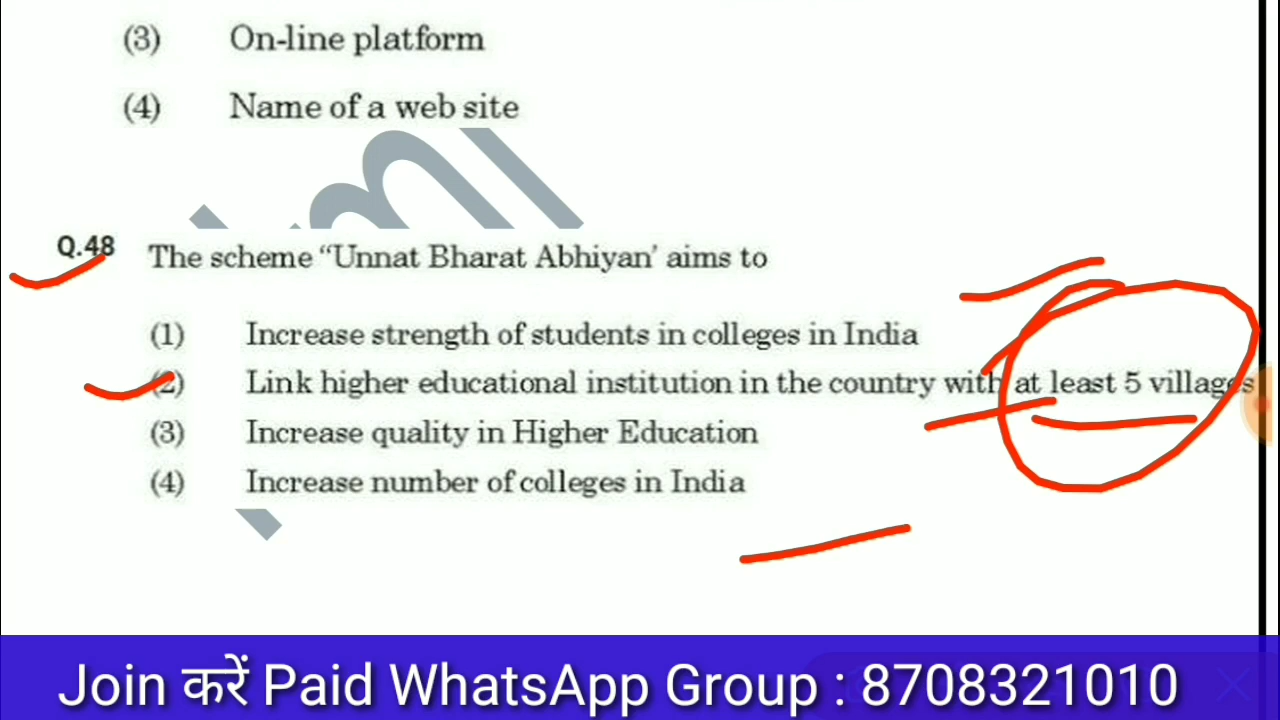 (3) On-line platform
(4) Name of a web site
Q.48 The scheme “Unnat Bharat Abhiyan’ aims to
(1) Increase strength of students in colleges in India
(2) Link higher educational institution in the country with at least 5 villages
(3) Increase quality in Higher Education
(4) Increase number of colleges in India
Join करें Paid WhatsApp Group : 8708321010